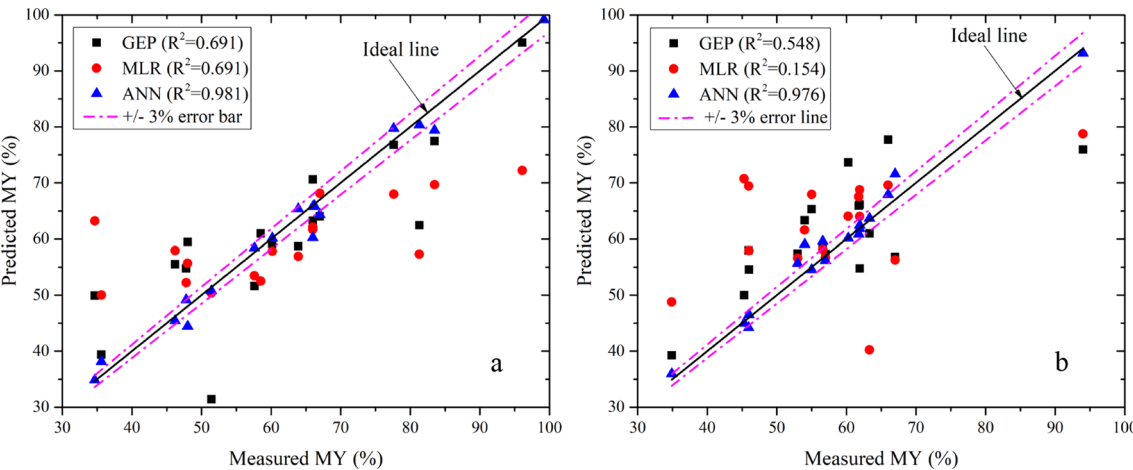 GEP (R²=0.691)
MLR (R²=0.691)
ANN (R²=0.981)
+/- 3% error bar
Ideal line
a
Predicted MY (%)
100
90
80
70
60
50
40
30
30 40 50 60 70 80 90 100
Measured MY (%)
GEP (R²=0.548)
MLR (R²=0.154)
ANN (R²=0.976)
+/- 3% error line
Ideal line
b
Predicted MY (%)
100
90
80
70
60
50
40
30
30 40 50 60 70 80 90 100
Measured MY (%)